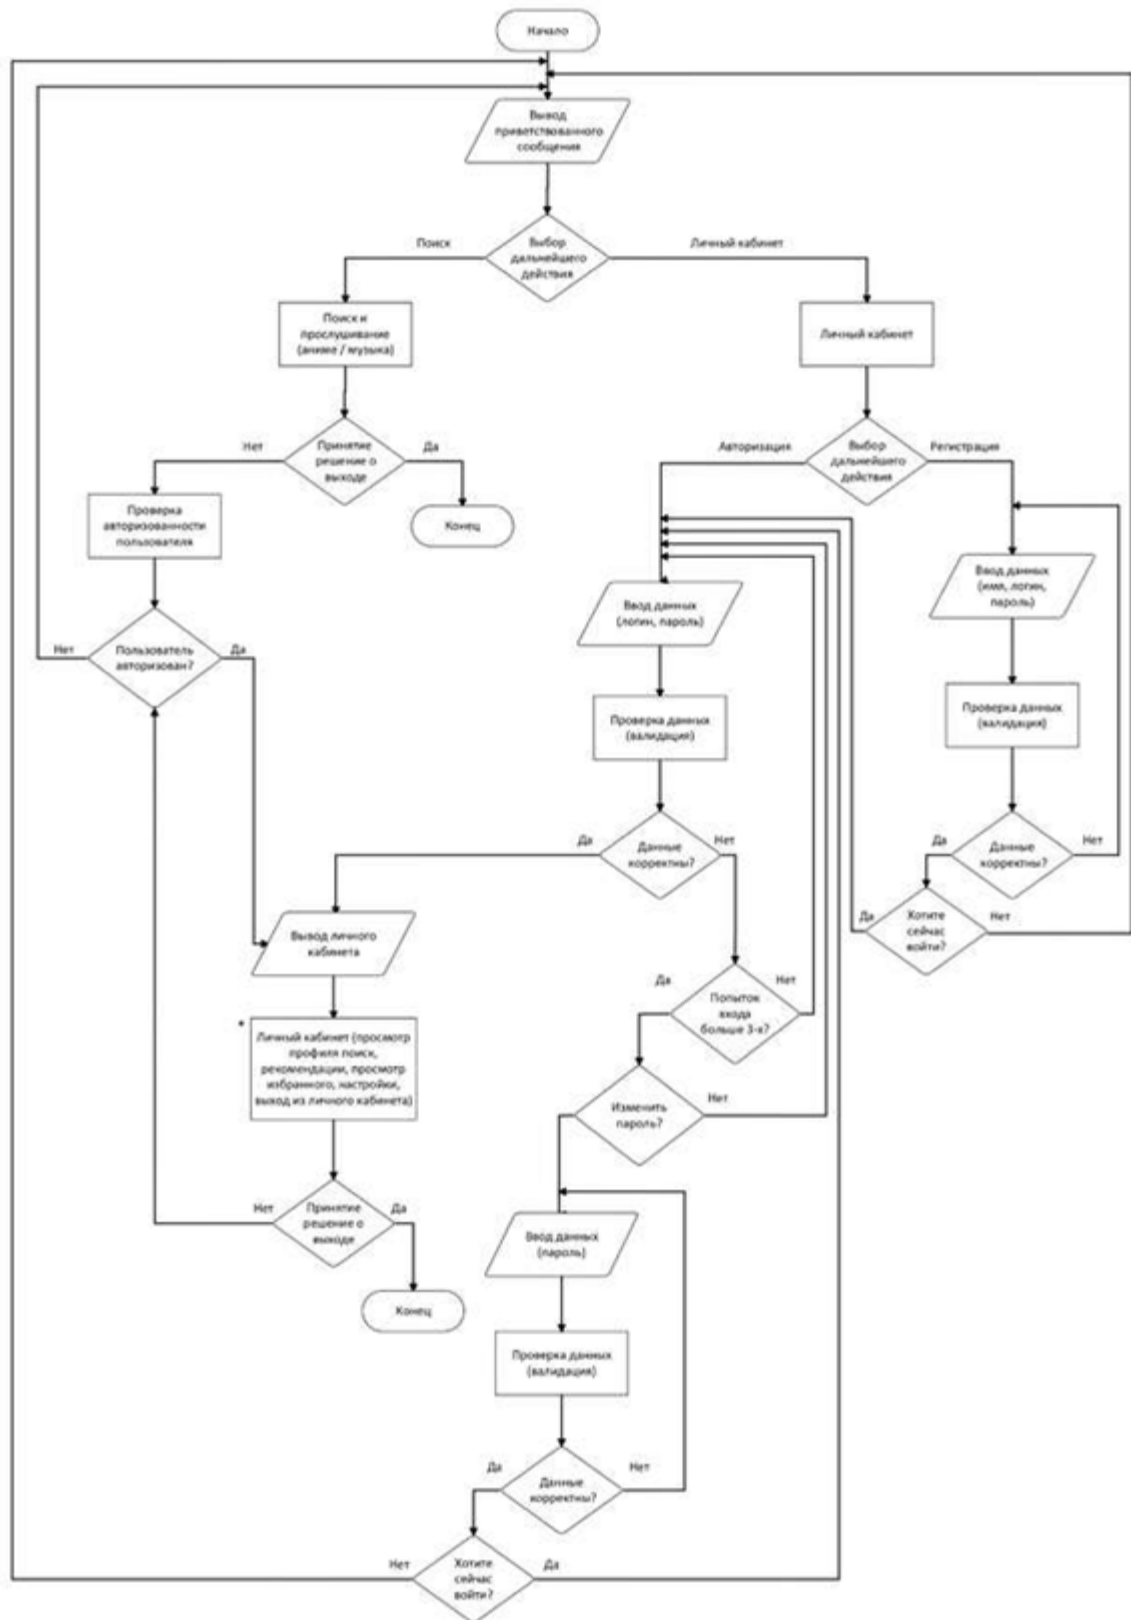 Начало
Вывод
приветствованного
сообщения
Поиск
Выбор
дальнейшего
действия
Личный кабинет
Поиск и
прослушивание
(аниме / музыка)
Личный кабинет
Нет
Принятие
решение о
выходе
Да
Авторизация
Выбор
дальнейшего
действия
Регистрация
Проверка
авторизованности
пользователя
Конец
Ввод данных
(имя, логин,
пароль)
Ввод данных
(логин, пароль)
Нет
Пользователь
авторизован?
Да
Проверка данных
(валидация)
Проверка данных
(валидация)
Да
Данные
корректны?
Нет
Да
Данные
корректны?
Нет
Да
Хотите
сейчас
войти?
Нет
Вывод личного
кабинета
Да
Попыток
входа
больше 3-х?
Нет
*
Личный кабинет (просмотр
профиля поиск,
рекомендации, просмотр
избранного, настройки,
выход из личного кабинета)
Изменить
пароль?
Нет
Нет
Принятие
решение о
выходе
Да
Ввод данных
(пароль)
Конец
Проверка данных
(валидация)
Да
Данные
корректны?
Нет
Нет
Хотите
сейчас
войти?
Да